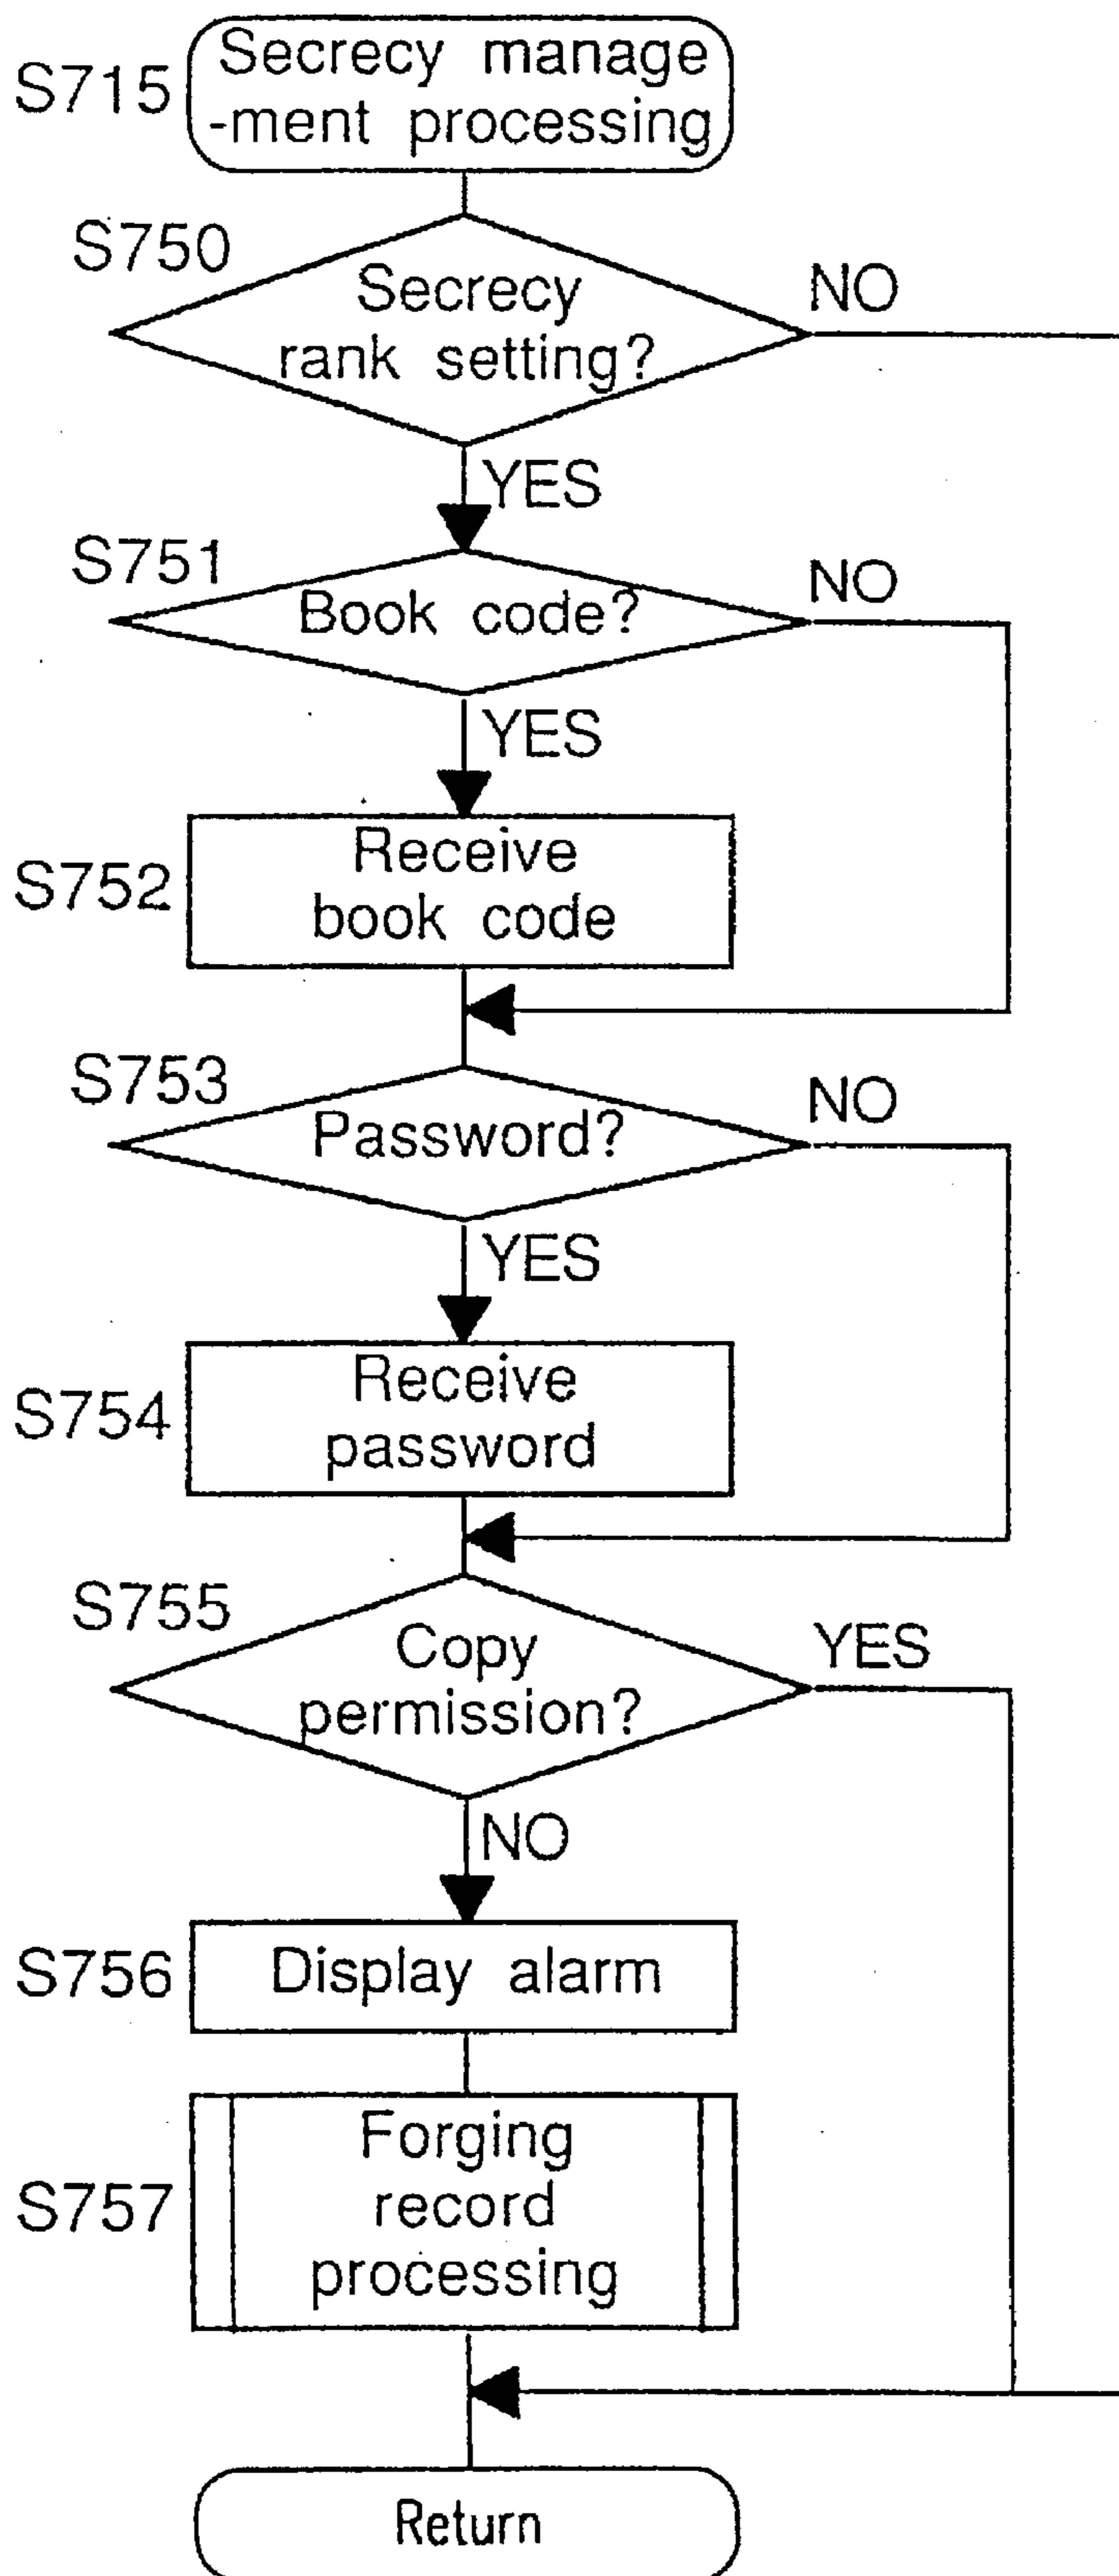 S715
Secrecy manage
-ment processing
S750
Secrecy
rank setting?
NO
YES
S751
Book code?
NO
YES
S752
Receive
book code
S753
Password?
NO
YES
S754
Receive
password
S755
Copy
permission?
YES
NO
S756
Display alarm
S757
Forging
record
processing
Return